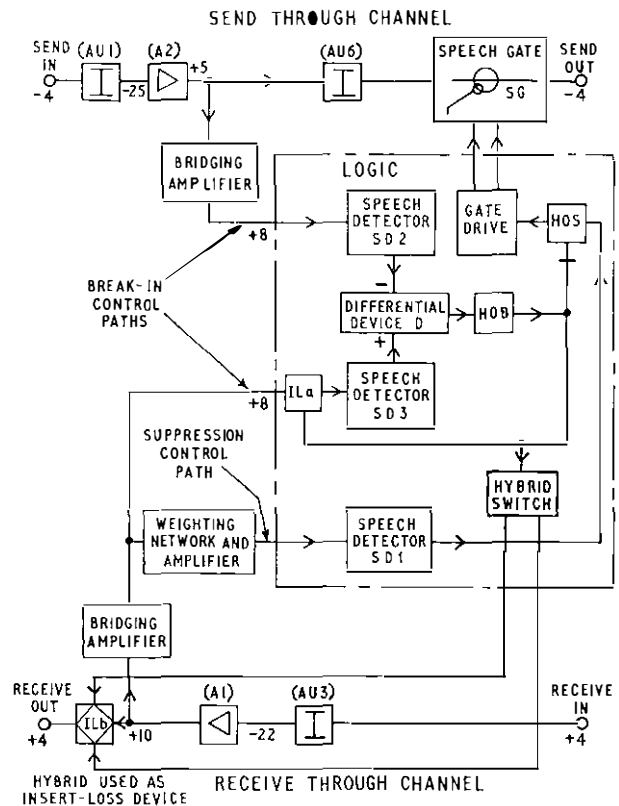 SEND THROUGH CHANNEL
SEND
IN
-4
(AU1)
-25
(A2)
+5
(AU6)
SPEECH GATE
SG
SEND
OUT
-4
BRIDGING
AMPLIFIER
LOGIC
+8
SPEECH
DETECTOR
SD2
GATE
DRIVE
HOS
BREAK-IN
CONTROL
PATHS
-
DIFFERENTIAL
DEVICE D
+
HOB
+8
ILa
SPEECH
DETECTOR
SD3
SUPPRESSION
CONTROL
PATH
HYBRID
SWITCH
WEIGHTING
NETWORK AND
AMPLIFIER
SPEECH
DETECTOR
SD1
BRIDGING
AMPLIFIER
RECEIVE
OUT
+4
ILb
+10
(A1)
-22
(AU3)
RECEIVE
IN
+4
HYBRID USED AS
INSERT-LOSS DEVICE
RECEIVE THROUGH CHANNEL